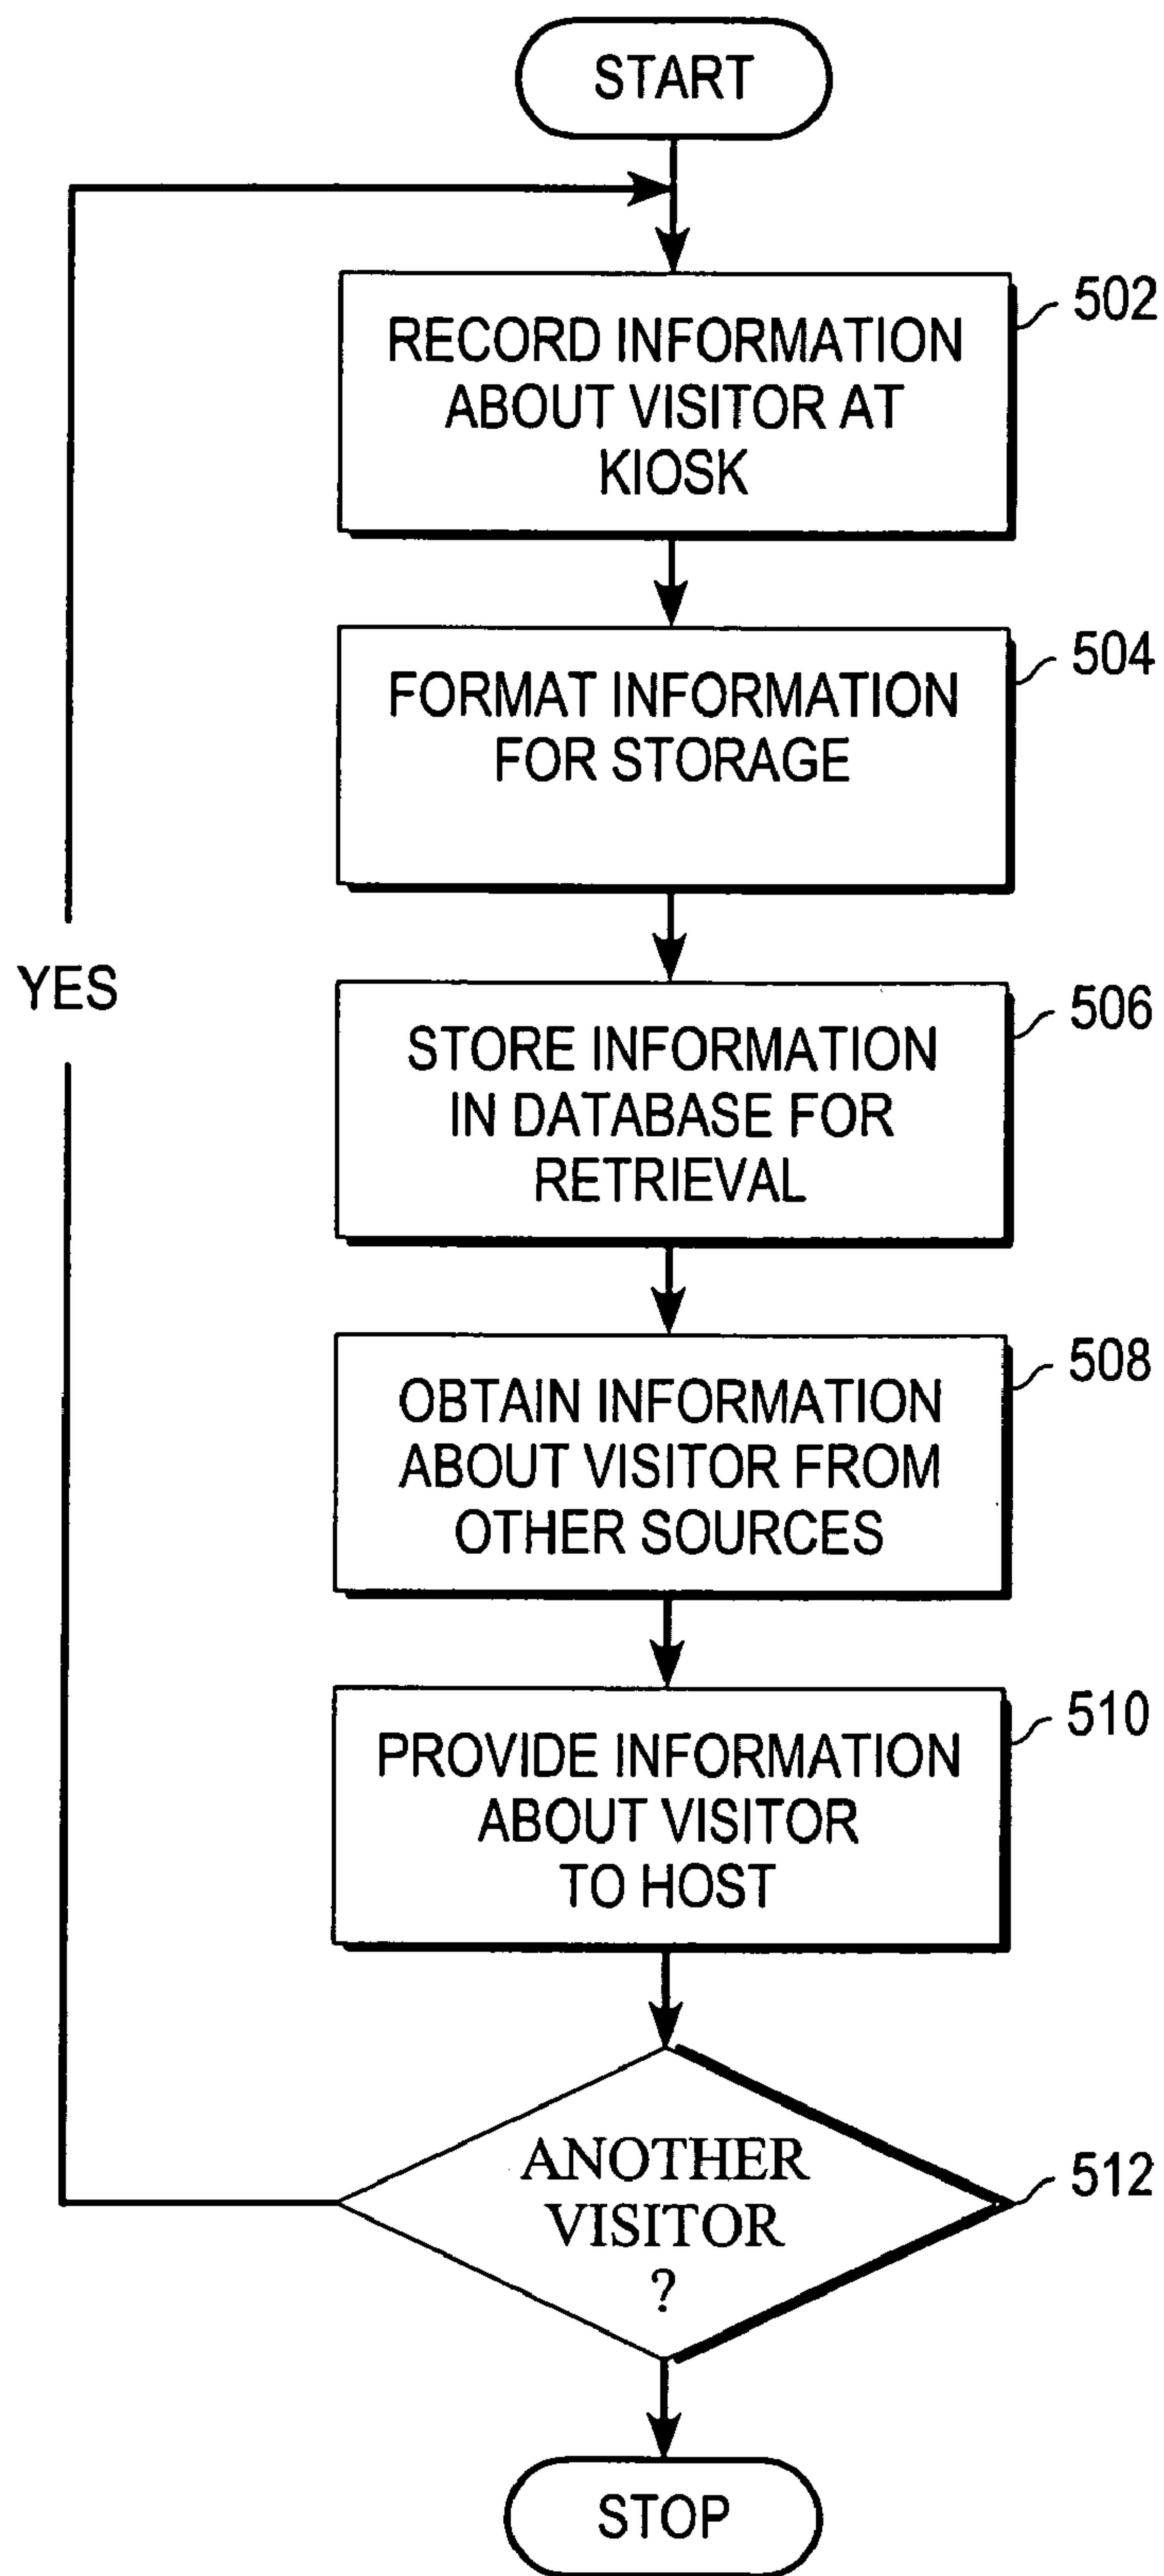 START
RECORD INFORMATION
ABOUT VISITOR AT
KIOSK
502
FORMAT INFORMATION
FOR STORAGE
504
YES
STORE INFORMATION
IN DATABASE FOR
RETRIEVAL
506
OBTAIN INFORMATION
ABOUT VISITOR FROM
OTHER SOURCES
508
PROVIDE INFORMATION
ABOUT VISITOR
TO HOST
510
ANOTHER
VISITOR
?
512
STOP